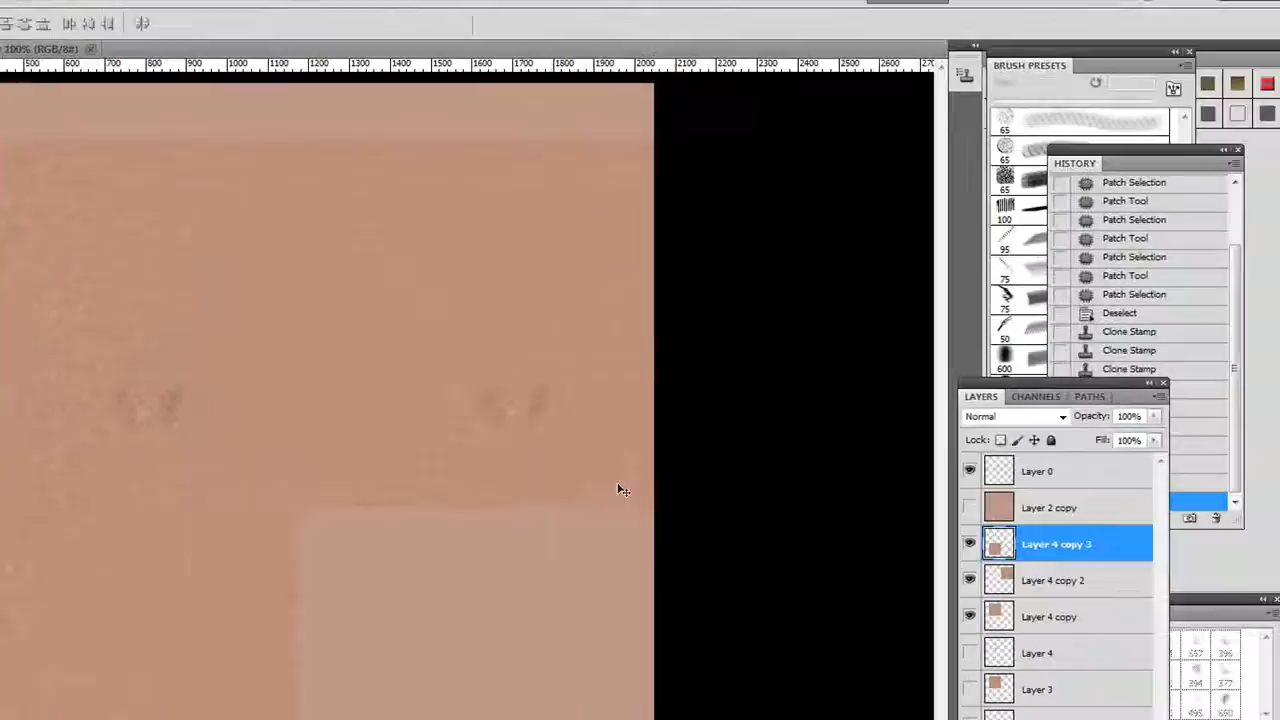 100% (RGB/8#)
500 600 700 800 900 1000 1100 1200 1300 1400 1500 1600 1700 1800 1900 2000 2100 2200 2300 2400 2500 2600
BRUSH PRESETS
65
65
65
100
95
75
75
50
600
HISTORY
Patch Selection
Patch Tool
Patch Selection
Patch Tool
Patch Selection
Patch Tool
Patch Selection
Deselect
Clone Stamp
Clone Stamp
Clone Stamp
LAYERS CHANNELS PATHS
Normal Opacity: 100%
Lock: Fill: 100%
Layer 0
Layer 2 copy
Layer 4 copy 3
Layer 4 copy 2
Layer 4 copy
Layer 4
Layer 3